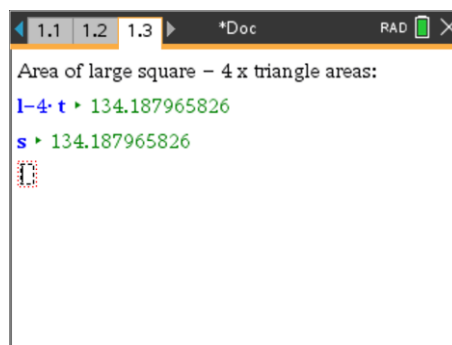 1.1 1.2 1.3 *Doc RAD
Area of large square – 4 x triangle areas:
l–4· t ▸ 134.187965826
s ▸ 134.187965826